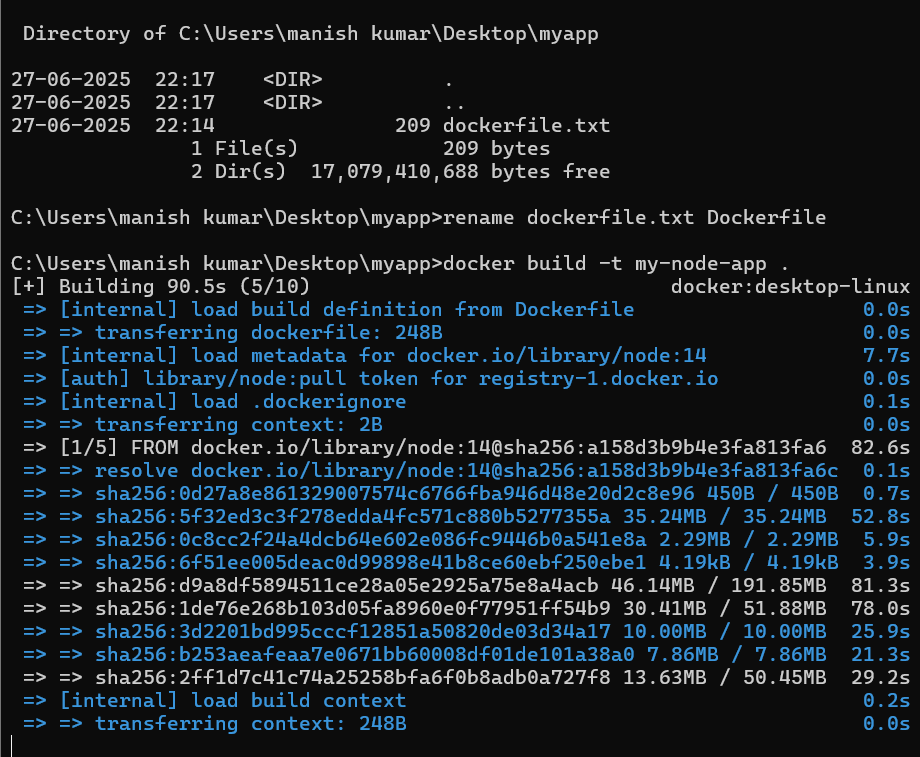 Directory of C:\Users\manish kumar\Desktop\myapp
27-06-2025  22:17    <DIR>          .
27-06-2025  22:17    <DIR>          ..
27-06-2025  22:14               209 dockerfile.txt
               1 File(s)            209 bytes
               2 Dir(s)  17,079,410,688 bytes free
C:\Users\manish kumar\Desktop\myapp>rename dockerfile.txt Dockerfile
C:\Users\manish kumar\Desktop\myapp>docker build -t my-node-app .
[+] Building 90.5s (5/10)                              docker:desktop-linux
 => [internal] load build definition from Dockerfile                   0.0s
 => => transferring dockerfile: 248B                                   0.0s
 => [internal] load metadata for docker.io/library/node:14             7.7s
 => [auth] library/node:pull token for registry-1.docker.io            0.0s
 => [internal] load .dockerignore                                      0.1s
 => => transferring context: 2B                                        0.0s
 => [1/5] FROM docker.io/library/node:14@sha256:a158d3b9b4e3fa813fa6  82.6s
 => => resolve docker.io/library/node:14@sha256:a158d3b9b4e3fa813fa6c  0.1s
 => => sha256:0d27a8e861329007574c6766fba946d48e20d2c8e96 450B / 450B  0.7s
 => => sha256:5f32ed3c3f278edda4fc571c880b5277355a 35.24MB / 35.24MB  52.8s
 => => sha256:0c8cc2f24a4dcb64e602e086fc9446b0a541e8a 2.29MB / 2.29MB  5.9s
 => => sha256:6f51ee005deac0d99898e41b8ce60ebf250ebe1 4.19kB / 4.19kB  3.9s
 => => sha256:d9a8df5894511ce28a05e2925a75e8a4acb 46.14MB / 191.85MB  81.3s
 => => sha256:1de76e268b103d05fa8960e0f77951ff54b9 30.41MB / 51.88MB  78.0s
 => => sha256:3d2201bd995cccf12851a50820de03d34a17 10.00MB / 10.00MB  25.9s
 => => sha256:b253aeafeaa7e0671bb60008df01de101a38a0 7.86MB / 7.86MB  21.3s
 => => sha256:2ff1d7c41c74a25258bfa6f0b8adb0a727f8 13.63MB / 50.45MB  29.2s
 => [internal] load build context                                      0.2s
 => => transferring context: 248B                                      0.0s